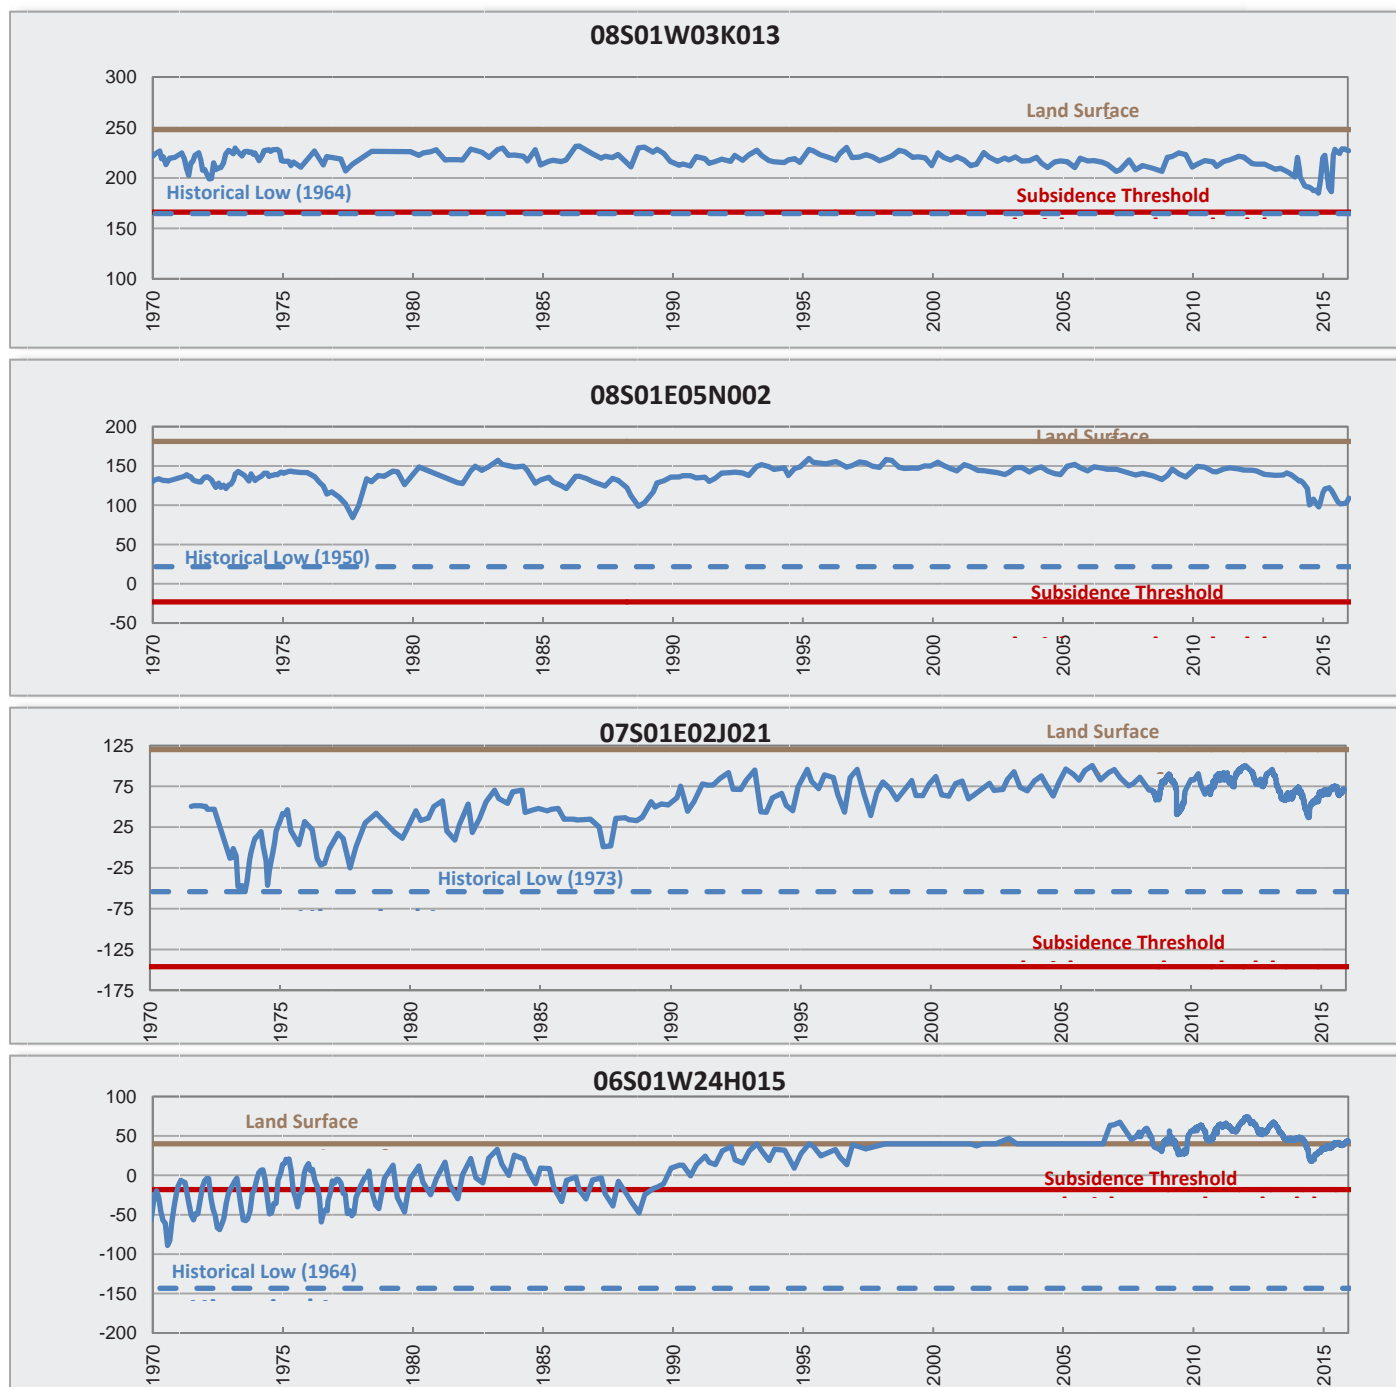 08S01W03K013
300
Land Surface
250
200
Historical Low (1964)
Subsidence Threshold
150
100
1970 1975 1980 1985 1990 1995 2000 2005 2010 2015
08S01E05N002
200
Land Surface
150
100
50
Historical Low (1950)
0
Subsidence Threshold
-50
1970 1975 1980 1985 1990 1995 2000 2005 2010 2015
07S01E02J021
Land Surface
125
75
25
-25
Historical Low (1973)
-75
-125
Subsidence Threshold
-175
1970 1975 1980 1985 1990 1995 2000 2005 2010 2015
06S01W24H015
100
Land Surface
50
0
Subsidence Threshold
-50
-100
Historical Low (1964)
-150
-200
1970 1975 1980 1985 1990 1995 2000 2005 2010 2015